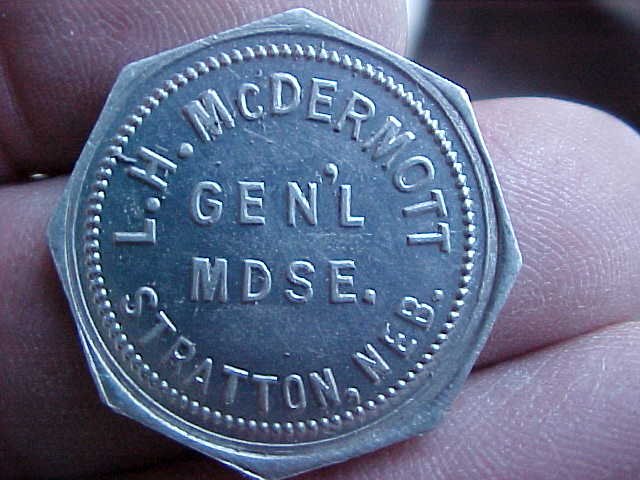 L.H. McDERMOTT
GEN'L
MDSE.
STRATTON, NEB.